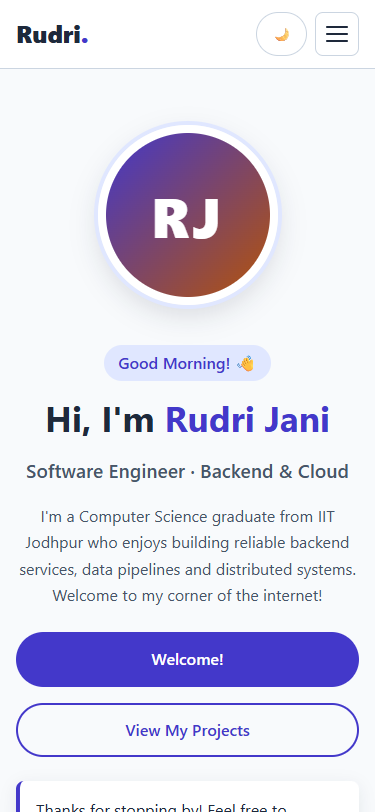 Rudri.
RJ
Good Morning! 👋
Hi, I'm Rudri Jani
Software Engineer · Backend & Cloud
I'm a Computer Science graduate from IIT
Jodhpur who enjoys building reliable backend
services, data pipelines and distributed systems.
Welcome to my corner of the internet!
Welcome!
View My Projects
Thanks for stopping by! Feel free to